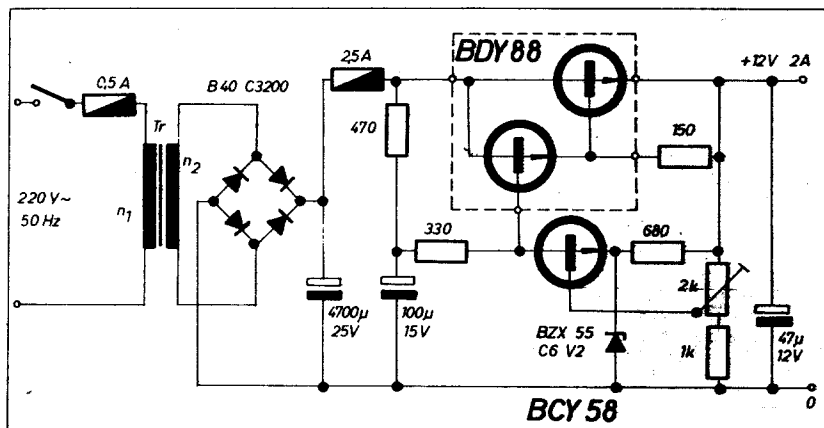 BDY 88
2,5 A
+12V 2A
0,5 A
B 40 C3200
Tr
n2
470
150
220 V~
50 Hz
n1
330
680
2k
4700µ
25V
100µ
15V
BZX 55
C6 V2
1k
47µ
12V
BCY 58
0